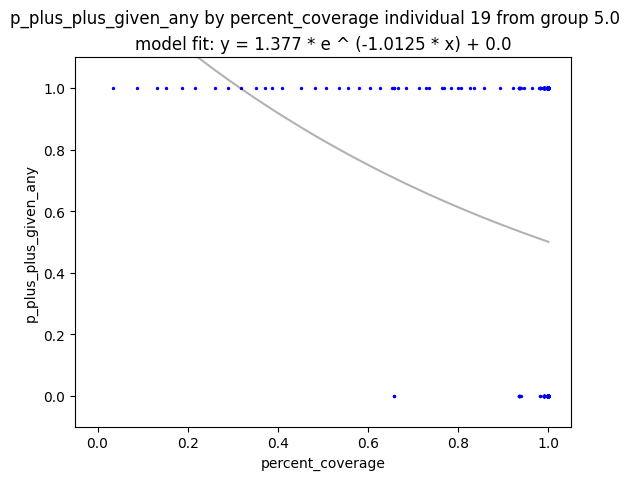 p_plus_plus_given_any by percent_coverage individual 19 from group 5.0
model fit: y = 1.377 * e ^ (-1.0125 * x) + 0.0
1.0
0.8
0.6
0.4
0.2
0.0
p_plus_plus_given_any
0.0 0.2 0.4 0.6 0.8 1.0
percent_coverage